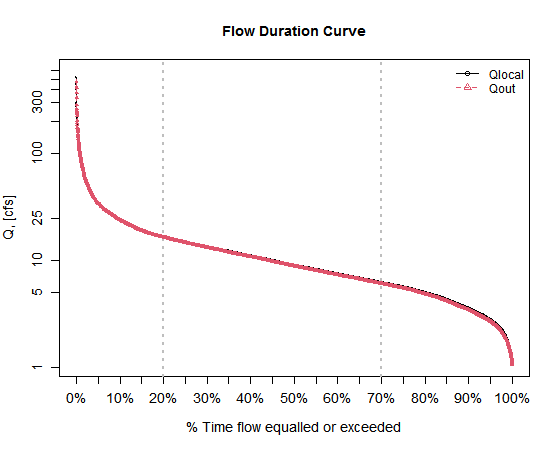 Flow Duration Curve
Qlocal
Qout
Q, [cfs]
300
100
25
10
5
1
0% 10% 20% 30% 40% 50% 60% 70% 80% 90% 100%
% Time flow equalled or exceeded